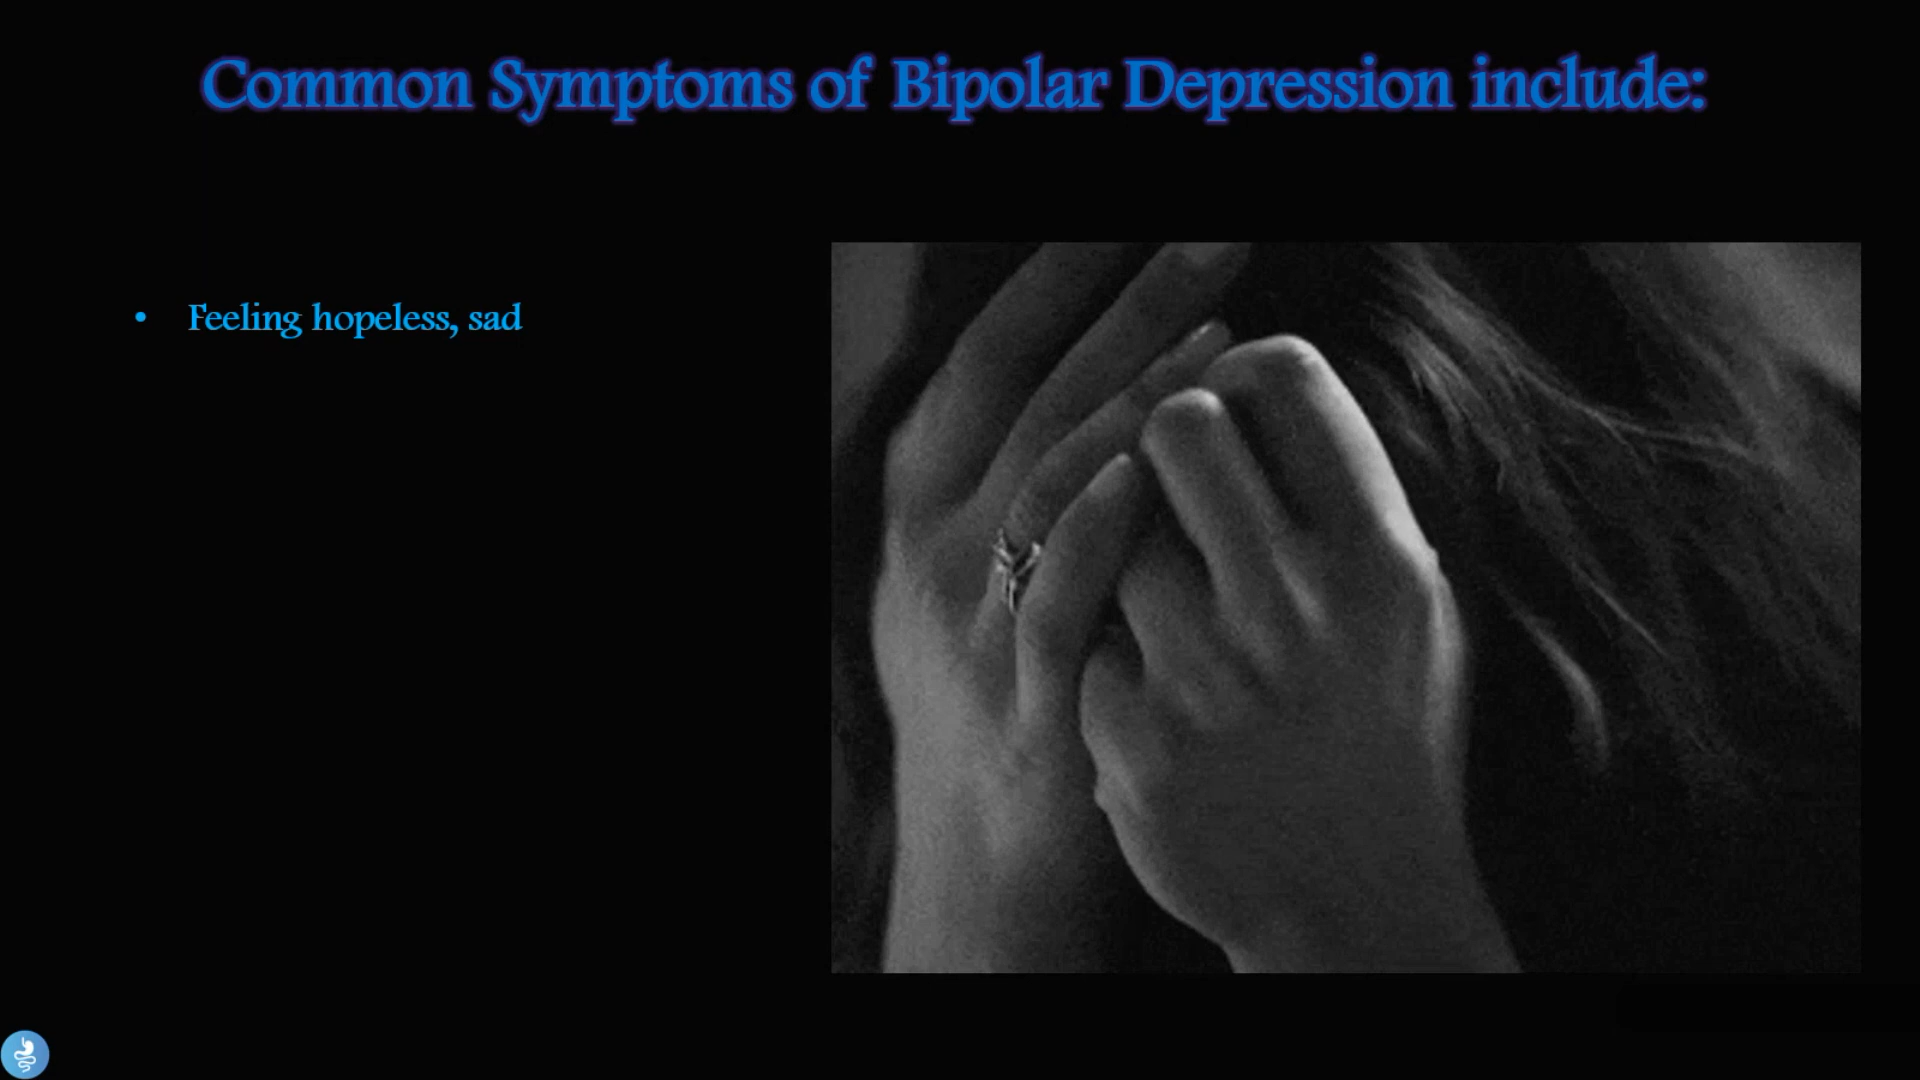 Common Symptoms of Bipolar Depression include:
• Feeling hopeless, sad